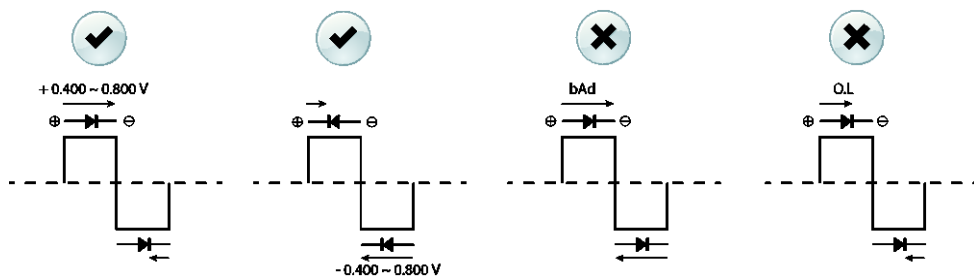 + 0.400 ~ 0.800 V
bAd
O.L
⊕ ⊖
⊕ ⊖
⊕ ⊖
⊕ ⊖
- 0.400 ~ 0.800 V